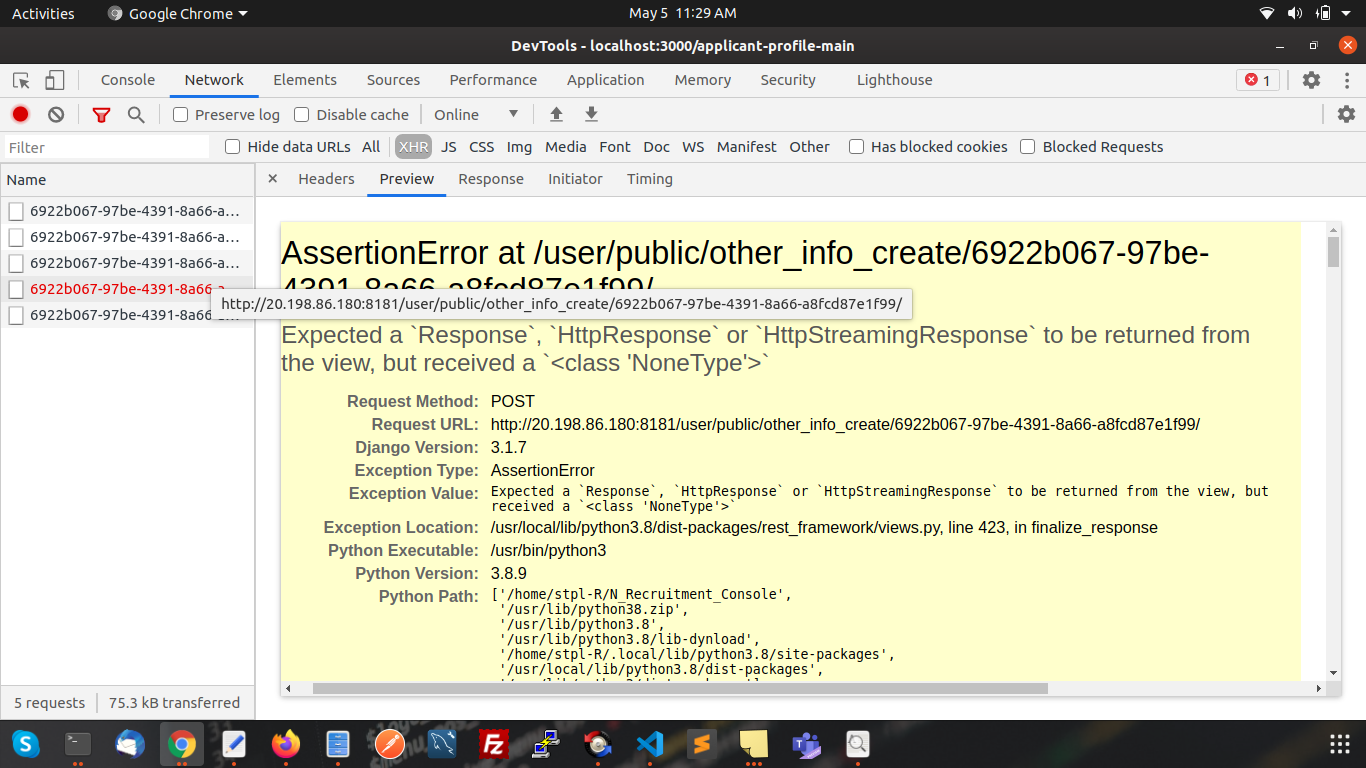 Activities
Google Chrome
May 5 11:29 AM
DevTools - localhost:3000/applicant-profile-main
Console Network Elements Sources Performance Application Memory Security Lighthouse
1
Preserve log Disable cache Online
Filter
Hide data URLs All XHR JS CSS Img Media Font Doc WS Manifest Other Has blocked cookies Blocked Requests
Name
× Headers Preview Response Initiator Timing
6922b067-97be-4391-8a66-a…
6922b067-97be-4391-8a66-a…
6922b067-97be-4391-8a66-a…
6922b067-97be-4391-8a66-a
6922b067-97be-4391-8a66
AssertionError at /user/public/other_info_create/6922b067-97be-
4391-8a66-a8fcd87e1f99/
http://20.198.86.180:8181/user/public/other_info_create/6922b067-97be-4391-8a66-a8fcd87e1f99/
Expected a `Response`, `HttpResponse` or `HttpStreamingResponse` to be returned from
the view, but received a `<class 'NoneType'>`
Request Method: POST
Request URL: http://20.198.86.180:8181/user/public/other_info_create/6922b067-97be-4391-8a66-a8fcd87e1f99/
Django Version: 3.1.7
Exception Type: AssertionError
Exception Value: Expected a `Response`, `HttpResponse` or `HttpStreamingResponse` to be returned from the view, but
received a `<class 'NoneType'>`
Exception Location: /usr/local/lib/python3.8/dist-packages/rest_framework/views.py, line 423, in finalize_response
Python Executable: /usr/bin/python3
Python Version: 3.8.9
Python Path: ['/home/stpl-R/N_Recruitment_Console',
'/usr/lib/python38.zip',
'/usr/lib/python3.8',
'/usr/lib/python3.8/lib-dynload',
'/home/stpl-R/.local/lib/python3.8/site-packages',
'/usr/local/lib/python3.8/dist-packages',
5 requests 75.3 kB transferred